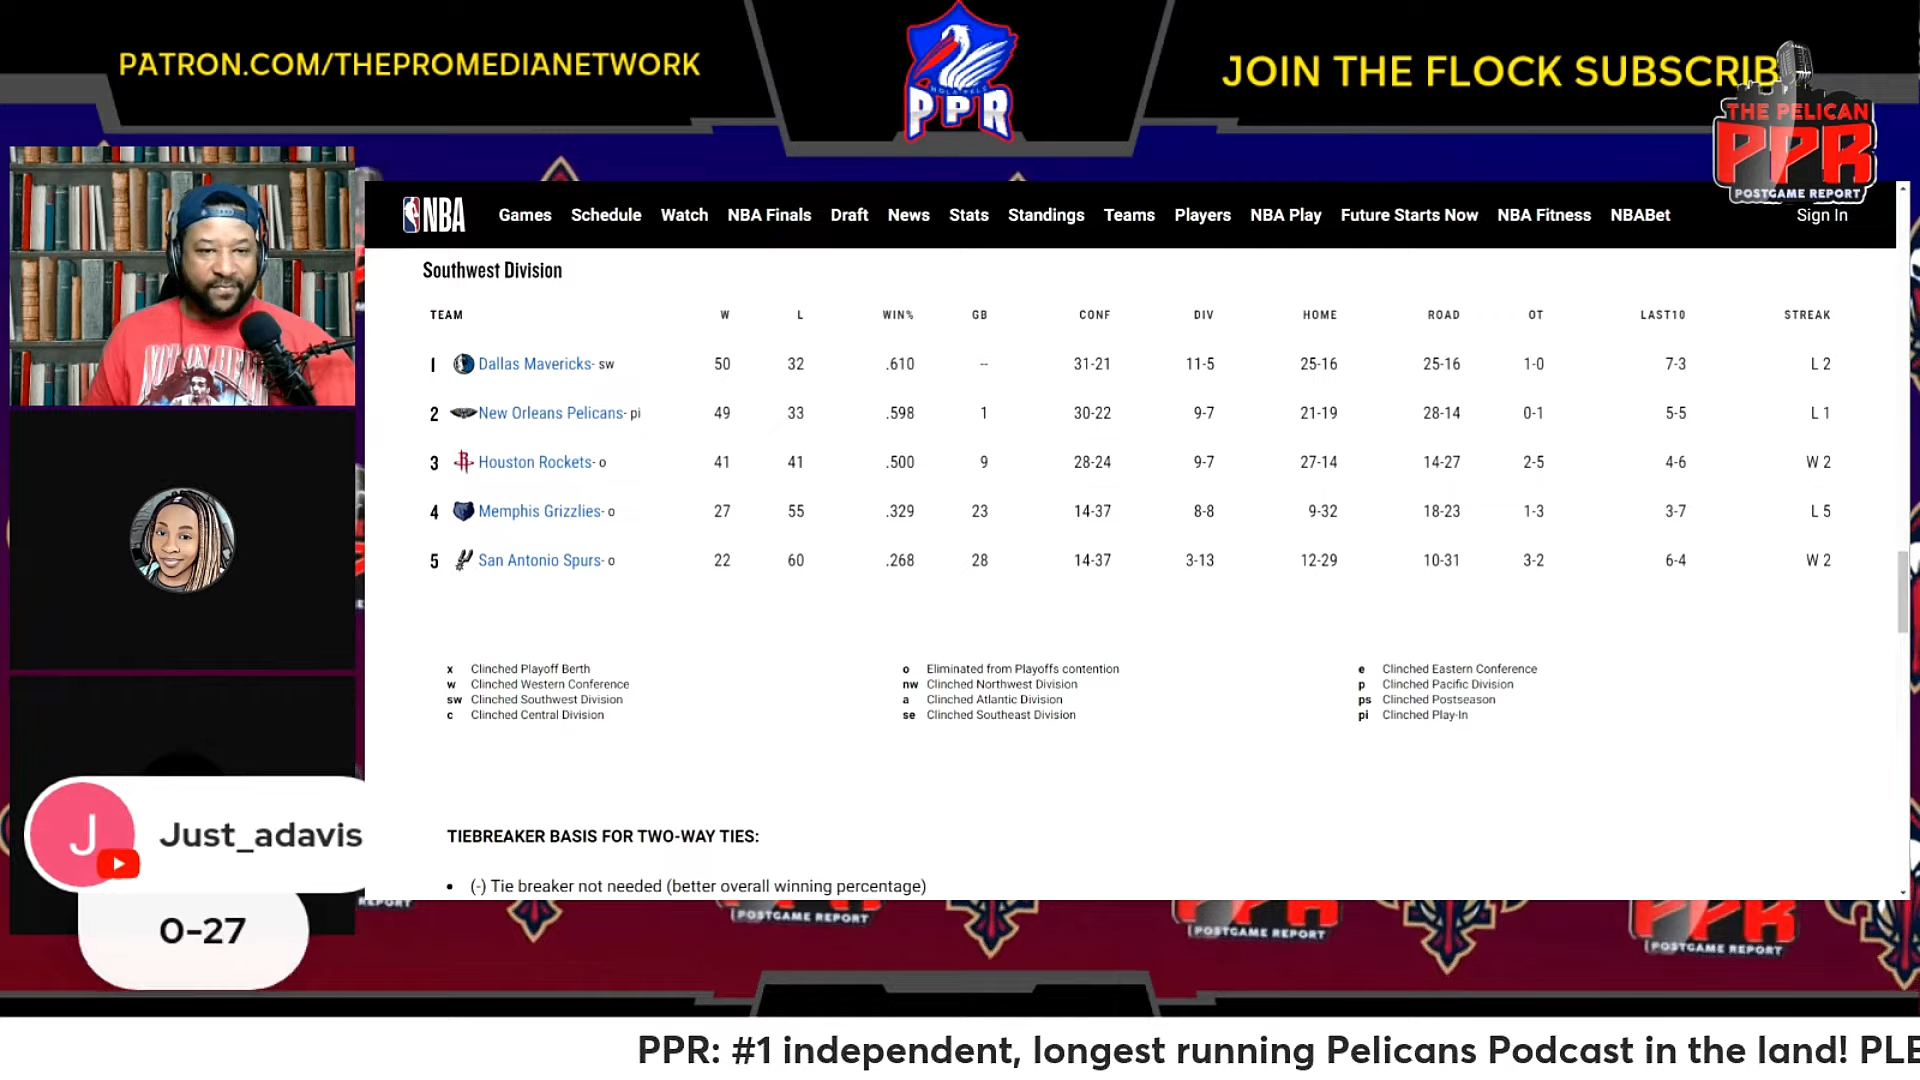 PATRON.COM/THEPROMEDIANETWORK
NOLA PELS
PPR
JOIN THE FLOCK SUBSCRIB
THE PELICAN
PPR
POSTGAME REPORT
NBA Games Schedule Watch NBA Finals Draft News Stats Standings Teams Players NBA Play Future Starts Now NBA Fitness NBABet Sign In
Southwest Division
TEAM W L WIN% GB CONF DIV HOME ROAD OT LAST10 STREAK
1 Dallas Mavericks- sw 50 32 .610 -- 31-21 11-5 25-16 25-16 1-0 7-3 L 2
2 New Orleans Pelicans- pi 49 33 .598 1 30-22 9-7 21-19 28-14 0-1 5-5 L 1
3 Houston Rockets- o 41 41 .500 9 28-24 9-7 27-14 14-27 2-5 4-6 W 2
4 Memphis Grizzlies- o 27 55 .329 23 14-37 8-8 9-32 18-23 1-3 3-7 L 5
5 San Antonio Spurs- o 22 60 .268 28 14-37 3-13 12-29 10-31 3-2 6-4 W 2
x Clinched Playoff Berth
w Clinched Western Conference
sw Clinched Southwest Division
c Clinched Central Division
o Eliminated from Playoffs contention
nw Clinched Northwest Division
a Clinched Atlantic Division
se Clinched Southeast Division
e Clinched Eastern Conference
p Clinched Pacific Division
ps Clinched Postseason
pi Clinched Play-In
TIEBREAKER BASIS FOR TWO-WAY TIES:
• (-) Tie breaker not needed (better overall winning percentage)
J
Just_adavis
0-27
REPORT
POSTGAME REPORT
POSTGAME REPORT
POSTGAME REPORT
PPR: #1 independent, longest running Pelicans Podcast in the land! PLE